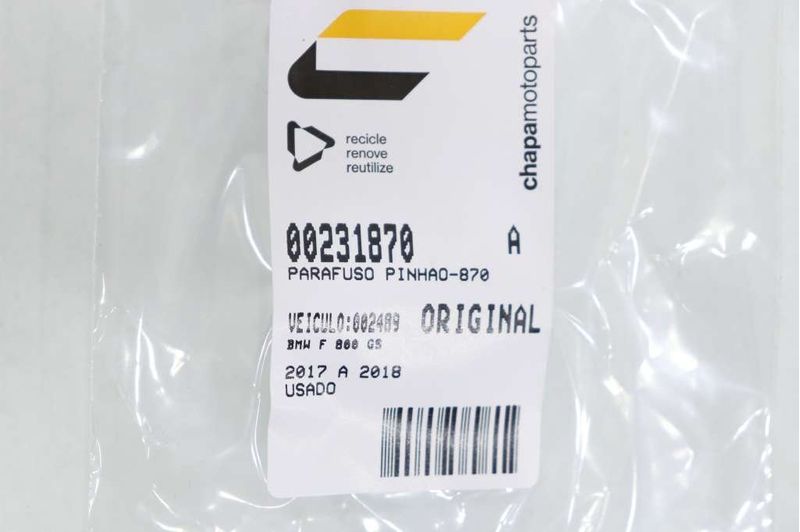 chapamotoparts
recicle
renove
reutilize
00231870 A
PARAFUSO PINHAO-870
VEICULO:002489 ORIGINAL
BMW F 800 GS
2017 A 2018
USADO